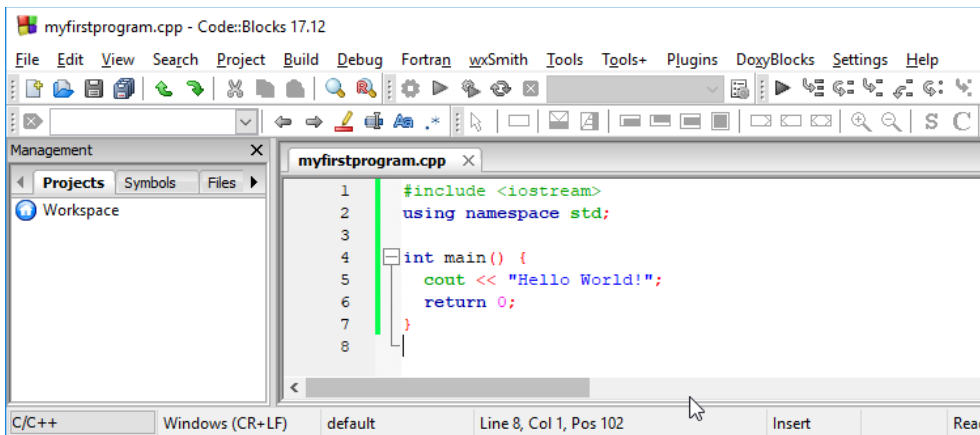 myfirstprogram.cpp - Code::Blocks 17.12
File Edit View Search Project Build Debug Fortran wxSmith Tools Tools+ Plugins DoxyBlocks Settings Help
Aa .* S C
Management
myfirstprogram.cpp
Projects Symbols Files
Workspace
1 #include <iostream>
2 using namespace std;
3
4 int main() {
5 cout << "Hello World!";
6 return 0;
7 }
8
C/C++ Windows (CR+LF) default Line 8, Col 1, Pos 102 Insert Rea